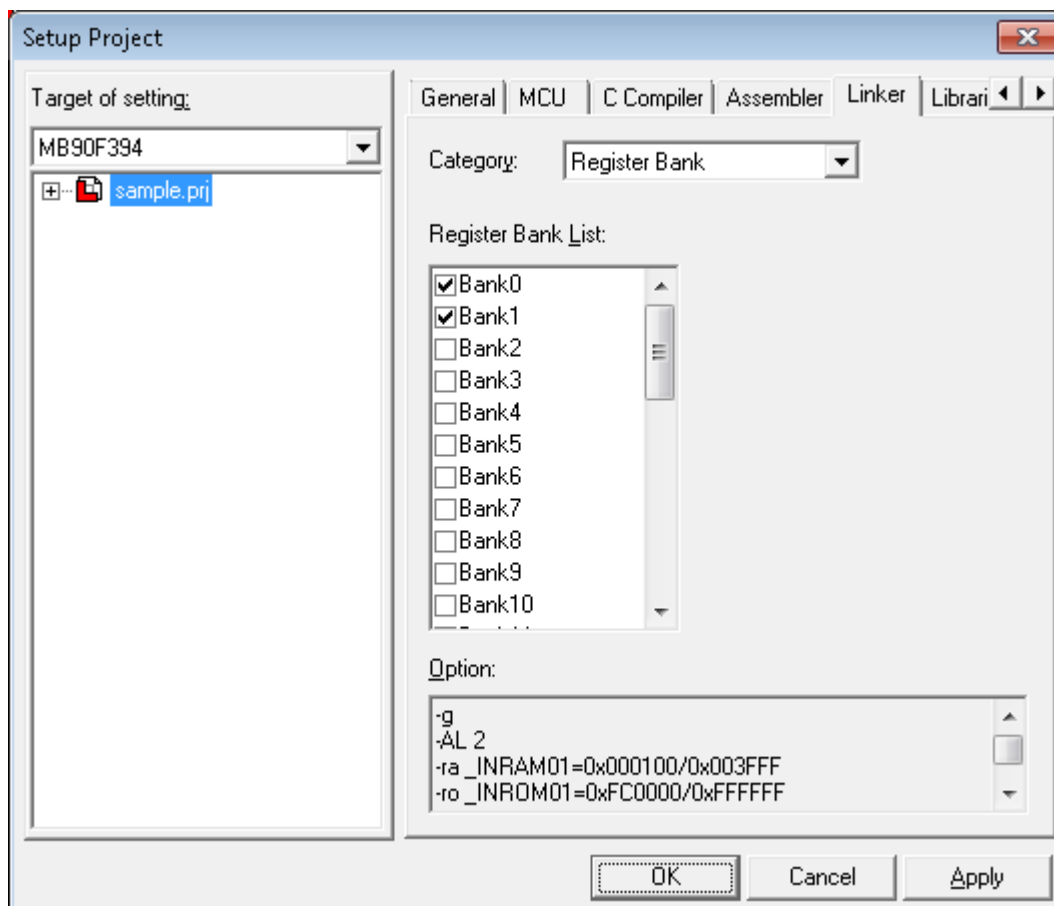 Setup Project
Target of setting:
MB90F394
sample.prj
General MCU C Compiler Assembler Linker Librari
Category: Register Bank
Register Bank List:
Bank0
Bank1
Bank2
Bank3
Bank4
Bank5
Bank6
Bank7
Bank8
Bank9
Bank10
Option:
-g
-AL 2
-ra _INRAM01=0x000100/0x003FFF
-ro _INROM01=0xFC0000/0xFFFFFF
OK Cancel Apply